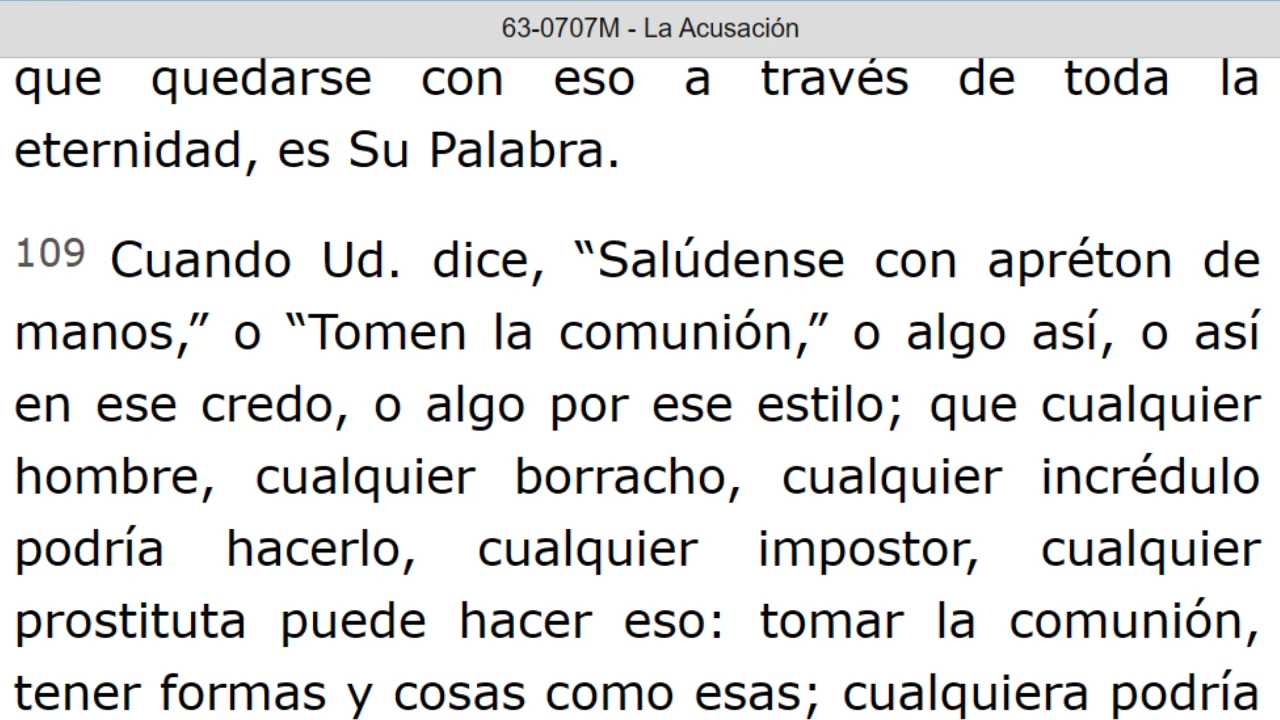 63-0707M - La Acusación
que quedarse con eso a través de toda la
eternidad, es Su Palabra.
109 Cuando Ud. dice, “Salúdense con apréton de
manos,” o “Tomen la comunión,” o algo así, o así
en ese credo, o algo por ese estilo; que cualquier
hombre, cualquier borracho, cualquier incrédulo
podría hacerlo, cualquier impostor, cualquier
prostituta puede hacer eso: tomar la comunión,
tener formas y cosas como esas; cualquiera podría